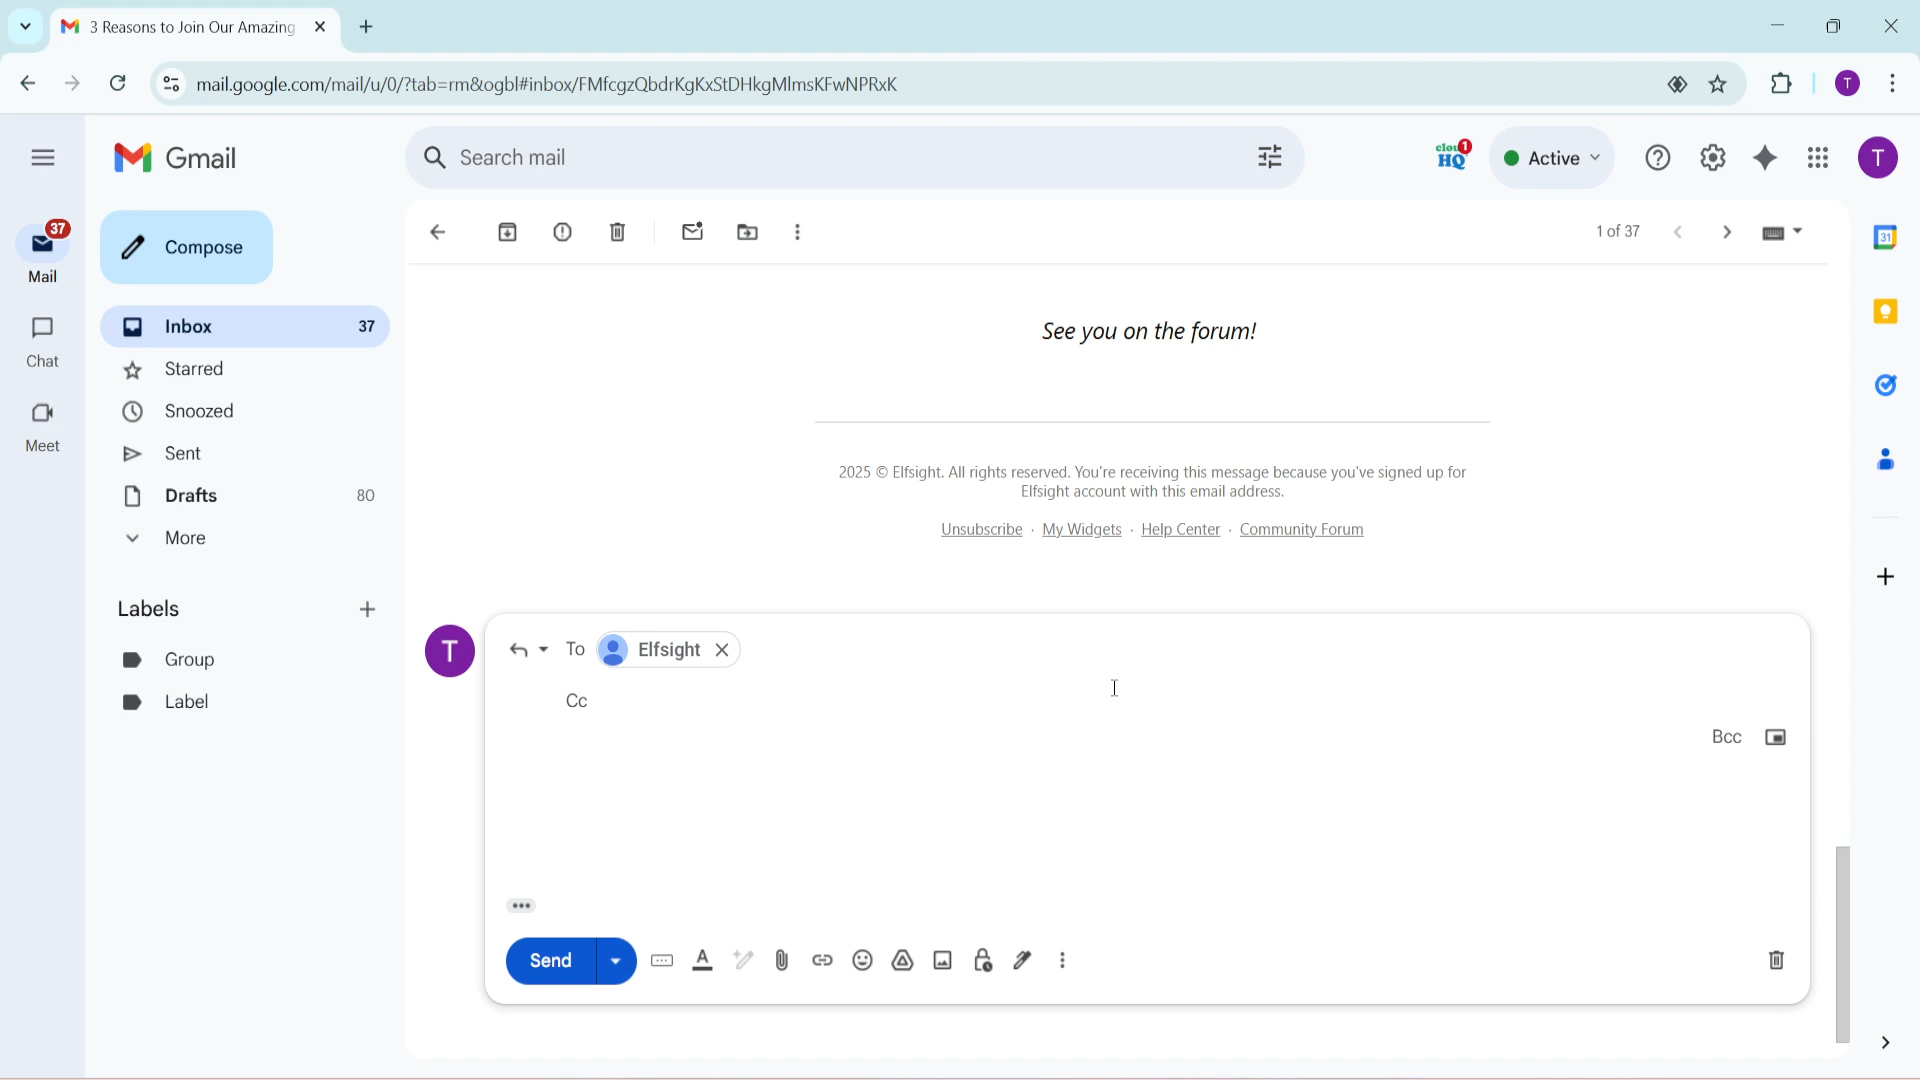 3 Reasons to Join Our Amazing
mail.google.com/mail/u/0/?tab=rm&ogbl#inbox/FMfcgzQbdrKgKxStDHkgMlmsKFwNPRxK
T
Gmail
Search mail
cloud
HQ
1
Active
T
37
Mail
Chat
Meet
Compose
Inbox 37
Starred
Snoozed
Sent
Drafts 80
More
Labels
Group
Label
1 of 37
31
See you on the forum!
2025 © Elfsight. All rights reserved. You're receiving this message because you've signed up for
Elfsight account with this email address.
Unsubscribe · My Widgets · Help Center · Community Forum
T
To Elfsight
Cc
Bcc
Send